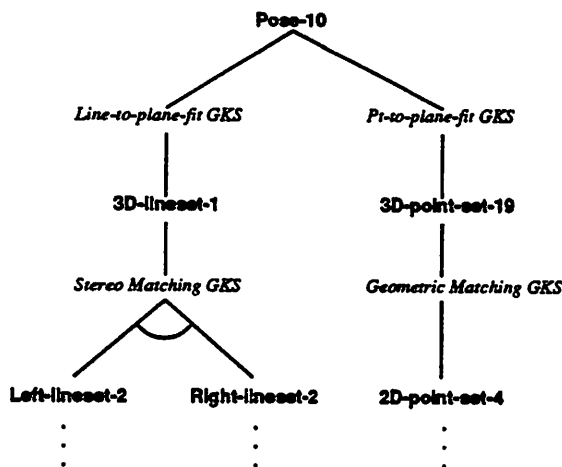 Pose-10
Line-to-plane-fit GKS
Pt-to-plane-fit GKS
3D-lineset-1
3D-point-set-19
Stereo Matching GKS
Geometric Matching GKS
Left-lineset-2
Right-lineset-2
2D-point-set-4